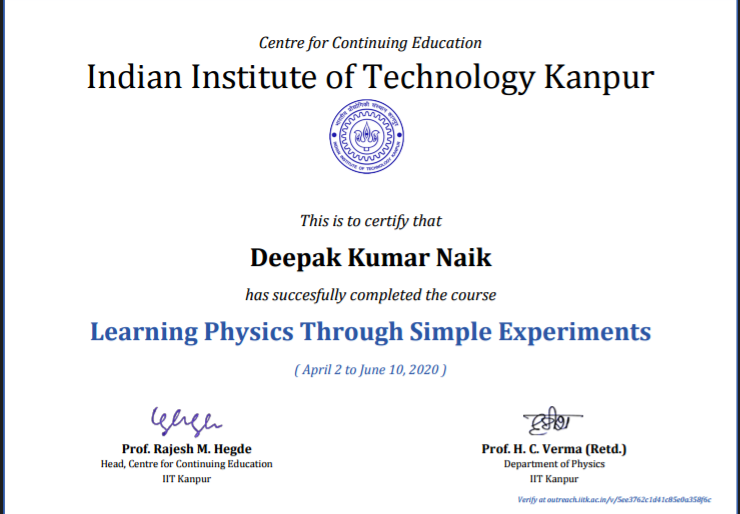 Centre for Continuing Education
Indian Institute of Technology Kanpur
भारतीय प्रौद्योगिकी संस्थान कानपुर
INDIAN INSTITUTE OF TECHNOLOGY KANPUR
This is to certify that
Deepak Kumar Naik
has succesfully completed the course
Learning Physics Through Simple Experiments
( April 2 to June 10, 2020 )
Prof. Rajesh M. Hegde
Head, Centre for Continuing Education
IIT Kanpur
Prof. H. C. Verma (Retd.)
Department of Physics
IIT Kanpur
Verify at outreach.iitk.ac.in/v/5ee3762c1d41c85e0a358f6c